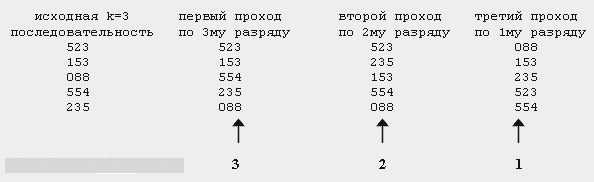 исходная k=3 первый проход второй проход третий проход
последовательность по 3му разряду по 2му разряду по 1му разряду
523 523 523 088
153 153 235 153
088 554 153 235
554 235 554 523
235 088 088 554
3 2 1